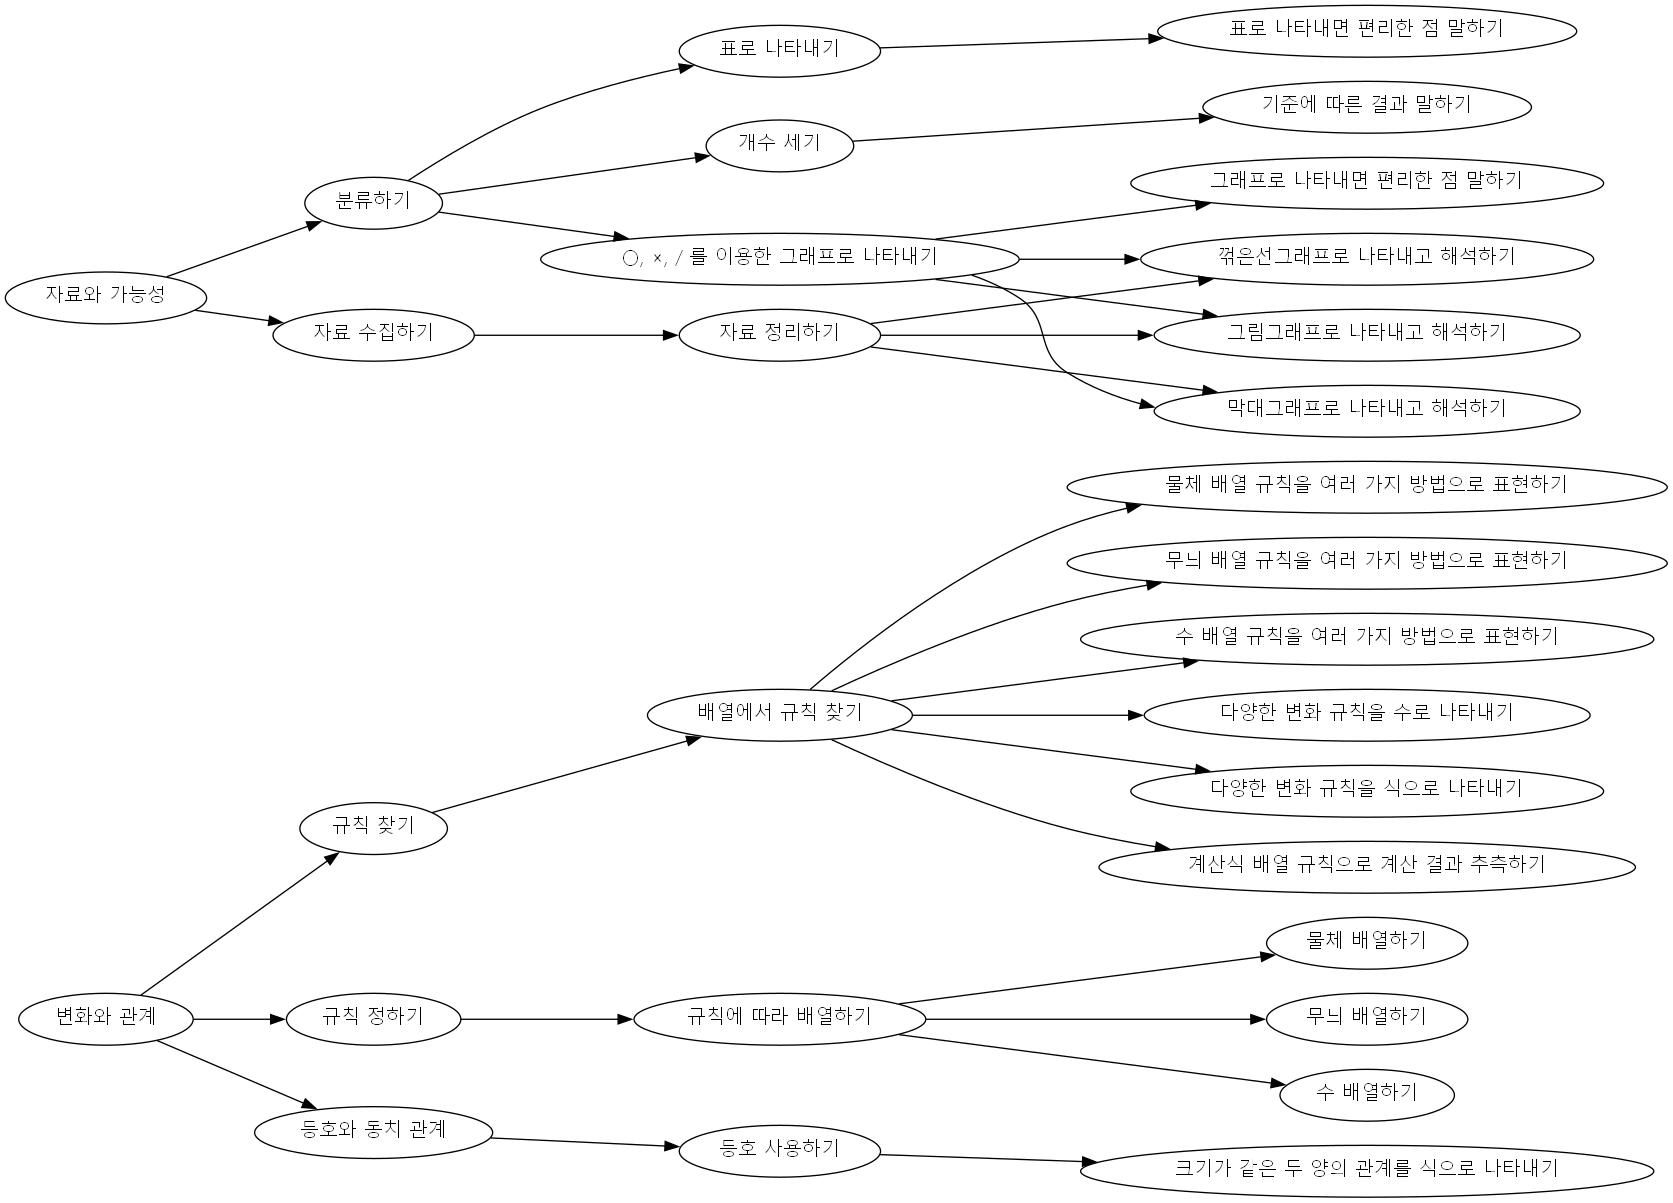 표로 나타내기
표로 나타내면 편리한 점 말하기
개수 세기
기준에 따른 결과 말하기
분류하기
그래프로 나타내면 편리한 점 말하기
○, ×, / 를 이용한 그래프로 나타내기
꺾은선그래프로 나타내고 해석하기
자료와 가능성
자료 수집하기
자료 정리하기
그림그래프로 나타내고 해석하기
막대그래프로 나타내고 해석하기
물체 배열 규칙을 여러 가지 방법으로 표현하기
무늬 배열 규칙을 여러 가지 방법으로 표현하기
수 배열 규칙을 여러 가지 방법으로 표현하기
배열에서 규칙 찾기
다양한 변화 규칙을 수로 나타내기
다양한 변화 규칙을 식으로 나타내기
규칙 찾기
계산식 배열 규칙으로 계산 결과 추측하기
물체 배열하기
변화와 관계
규칙 정하기
규칙에 따라 배열하기
무늬 배열하기
수 배열하기
등호와 동치 관계
등호 사용하기
크기가 같은 두 양의 관계를 식으로 나타내기